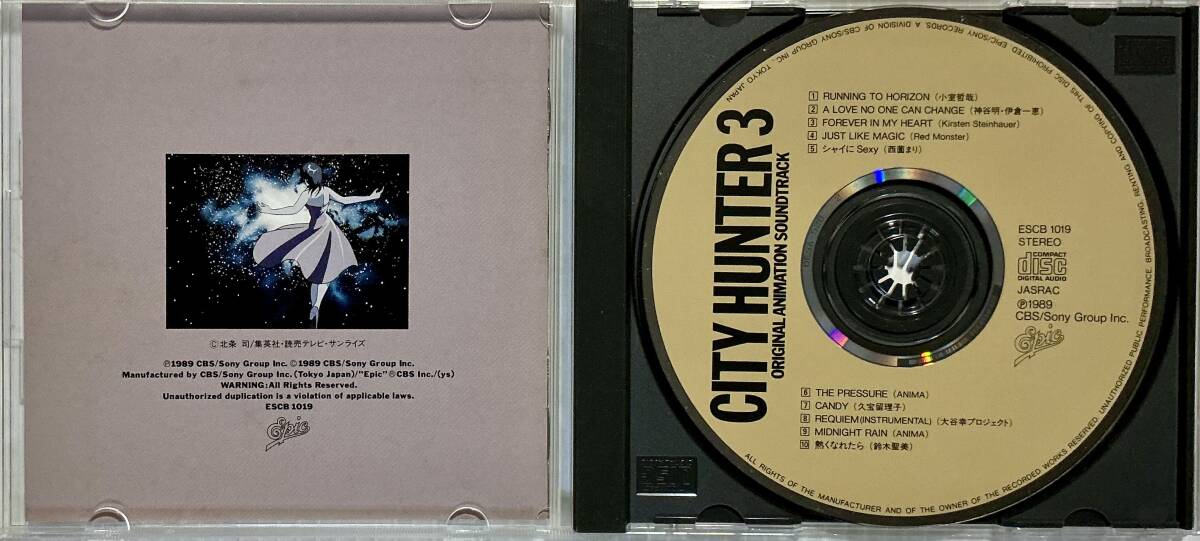 ©北条 司/集英社・読売テレビ・サンライズ
℗1989 CBS/Sony Group Inc. ©1989 CBS/Sony Group Inc.
Manufactured by CBS/Sony Group Inc. (Tokyo Japan)/"Epic"®CBS Inc./(ys)
WARNING: All Rights Reserved.
Unauthorized duplication is a violation of applicable laws.
ESCB 1019
Epic
CITY HUNTER 3
ORIGINAL ANIMATION SOUNDTRACK
1 RUNNING TO HORIZON (小室哲哉)
2 A LOVE NO ONE CAN CHANGE (神谷明・伊倉一恵)
3 FOREVER IN MY HEART (Kirsten Steinhauer)
4 JUST LIKE MAGIC (Red Monster)
5 シャイにSexy (西薗まり)
ESCB 1019
STEREO
COMPACT
disc
DIGITAL AUDIO
JASRAC
℗1989
CBS/Sony Group Inc.
Epic
6 THE PRESSURE (ANIMA)
7 CANDY (久宝留理子)
8 REQUIEM (INSTRUMENTAL) (大谷幸プロジェクト)
9 MIDNIGHT RAIN (ANIMA)
10 熱くなれたら (鈴木聖美)
ALL RIGHTS OF THE MANUFACTURER AND OF THE OWNER OF THE RECORDED WORKS RESERVED. UNAUTHORIZED PUBLIC PERFORMANCE, BROADCASTING, RENTING AND COPYING OF THIS DISC PROHIBITED. EPIC/SONY RECORDS, A DIVISION OF CBS/SONY GROUP INC. TOKYO JAPAN